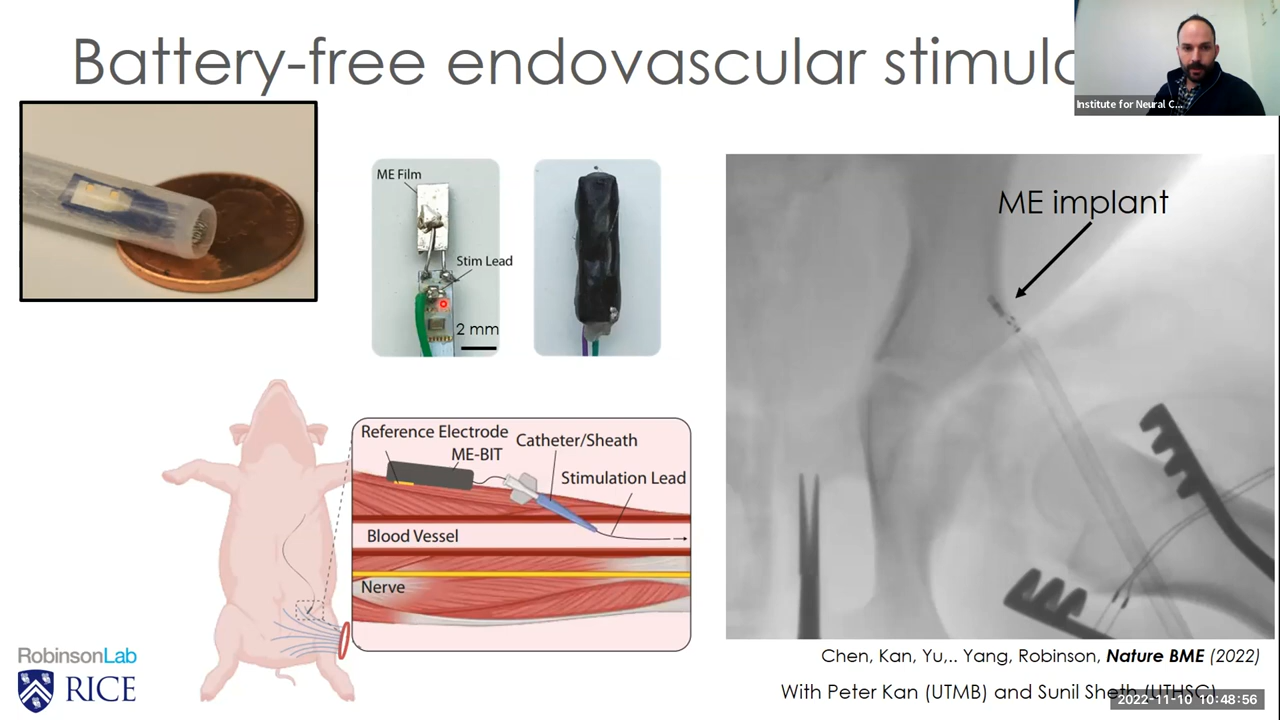 Battery-free endovascular
Institute for Neural C...
ME Film
Stim Lead
2 mm
ME implant
Reference Electrode
ME-BIT
Catheter/Sheath
Stimulation Lead
Blood Vessel
Nerve
RobinsonLab
RICE
Chen, Kan, Yu,.. Yang, Robinson, Nature BME (2022)
With Peter Kan (UTMB) and Sunil Sheth (UTHSC)
2022-11-10 10:48:56